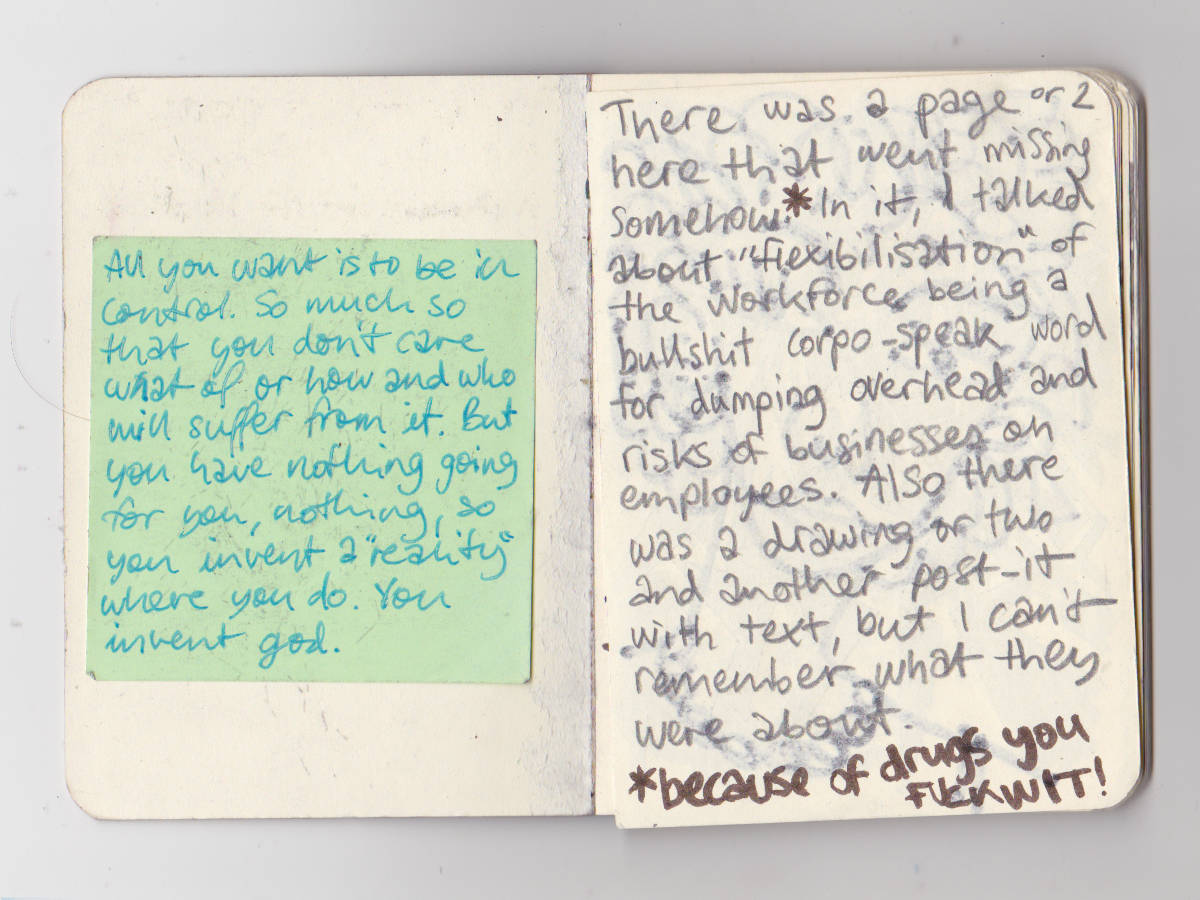 All you want is to be in
control. So much so
that you don't care
what of or how and who
will suffer from it. But
you have nothing going
for you, nothing, so
you invent a "reality"
where you do. You
invent god.
There was a page or 2
here that went missing
somehow.* In it, I talked
about "flexibilisation" of
the workforce being a
bullshit corpo-speak word
for dumping overhead and
risks of businesses on
employees. Also there
was a drawing or two
and another post-it
with text, but I can't
remember what they
were about.
*because of drugs you
FUCKWIT!